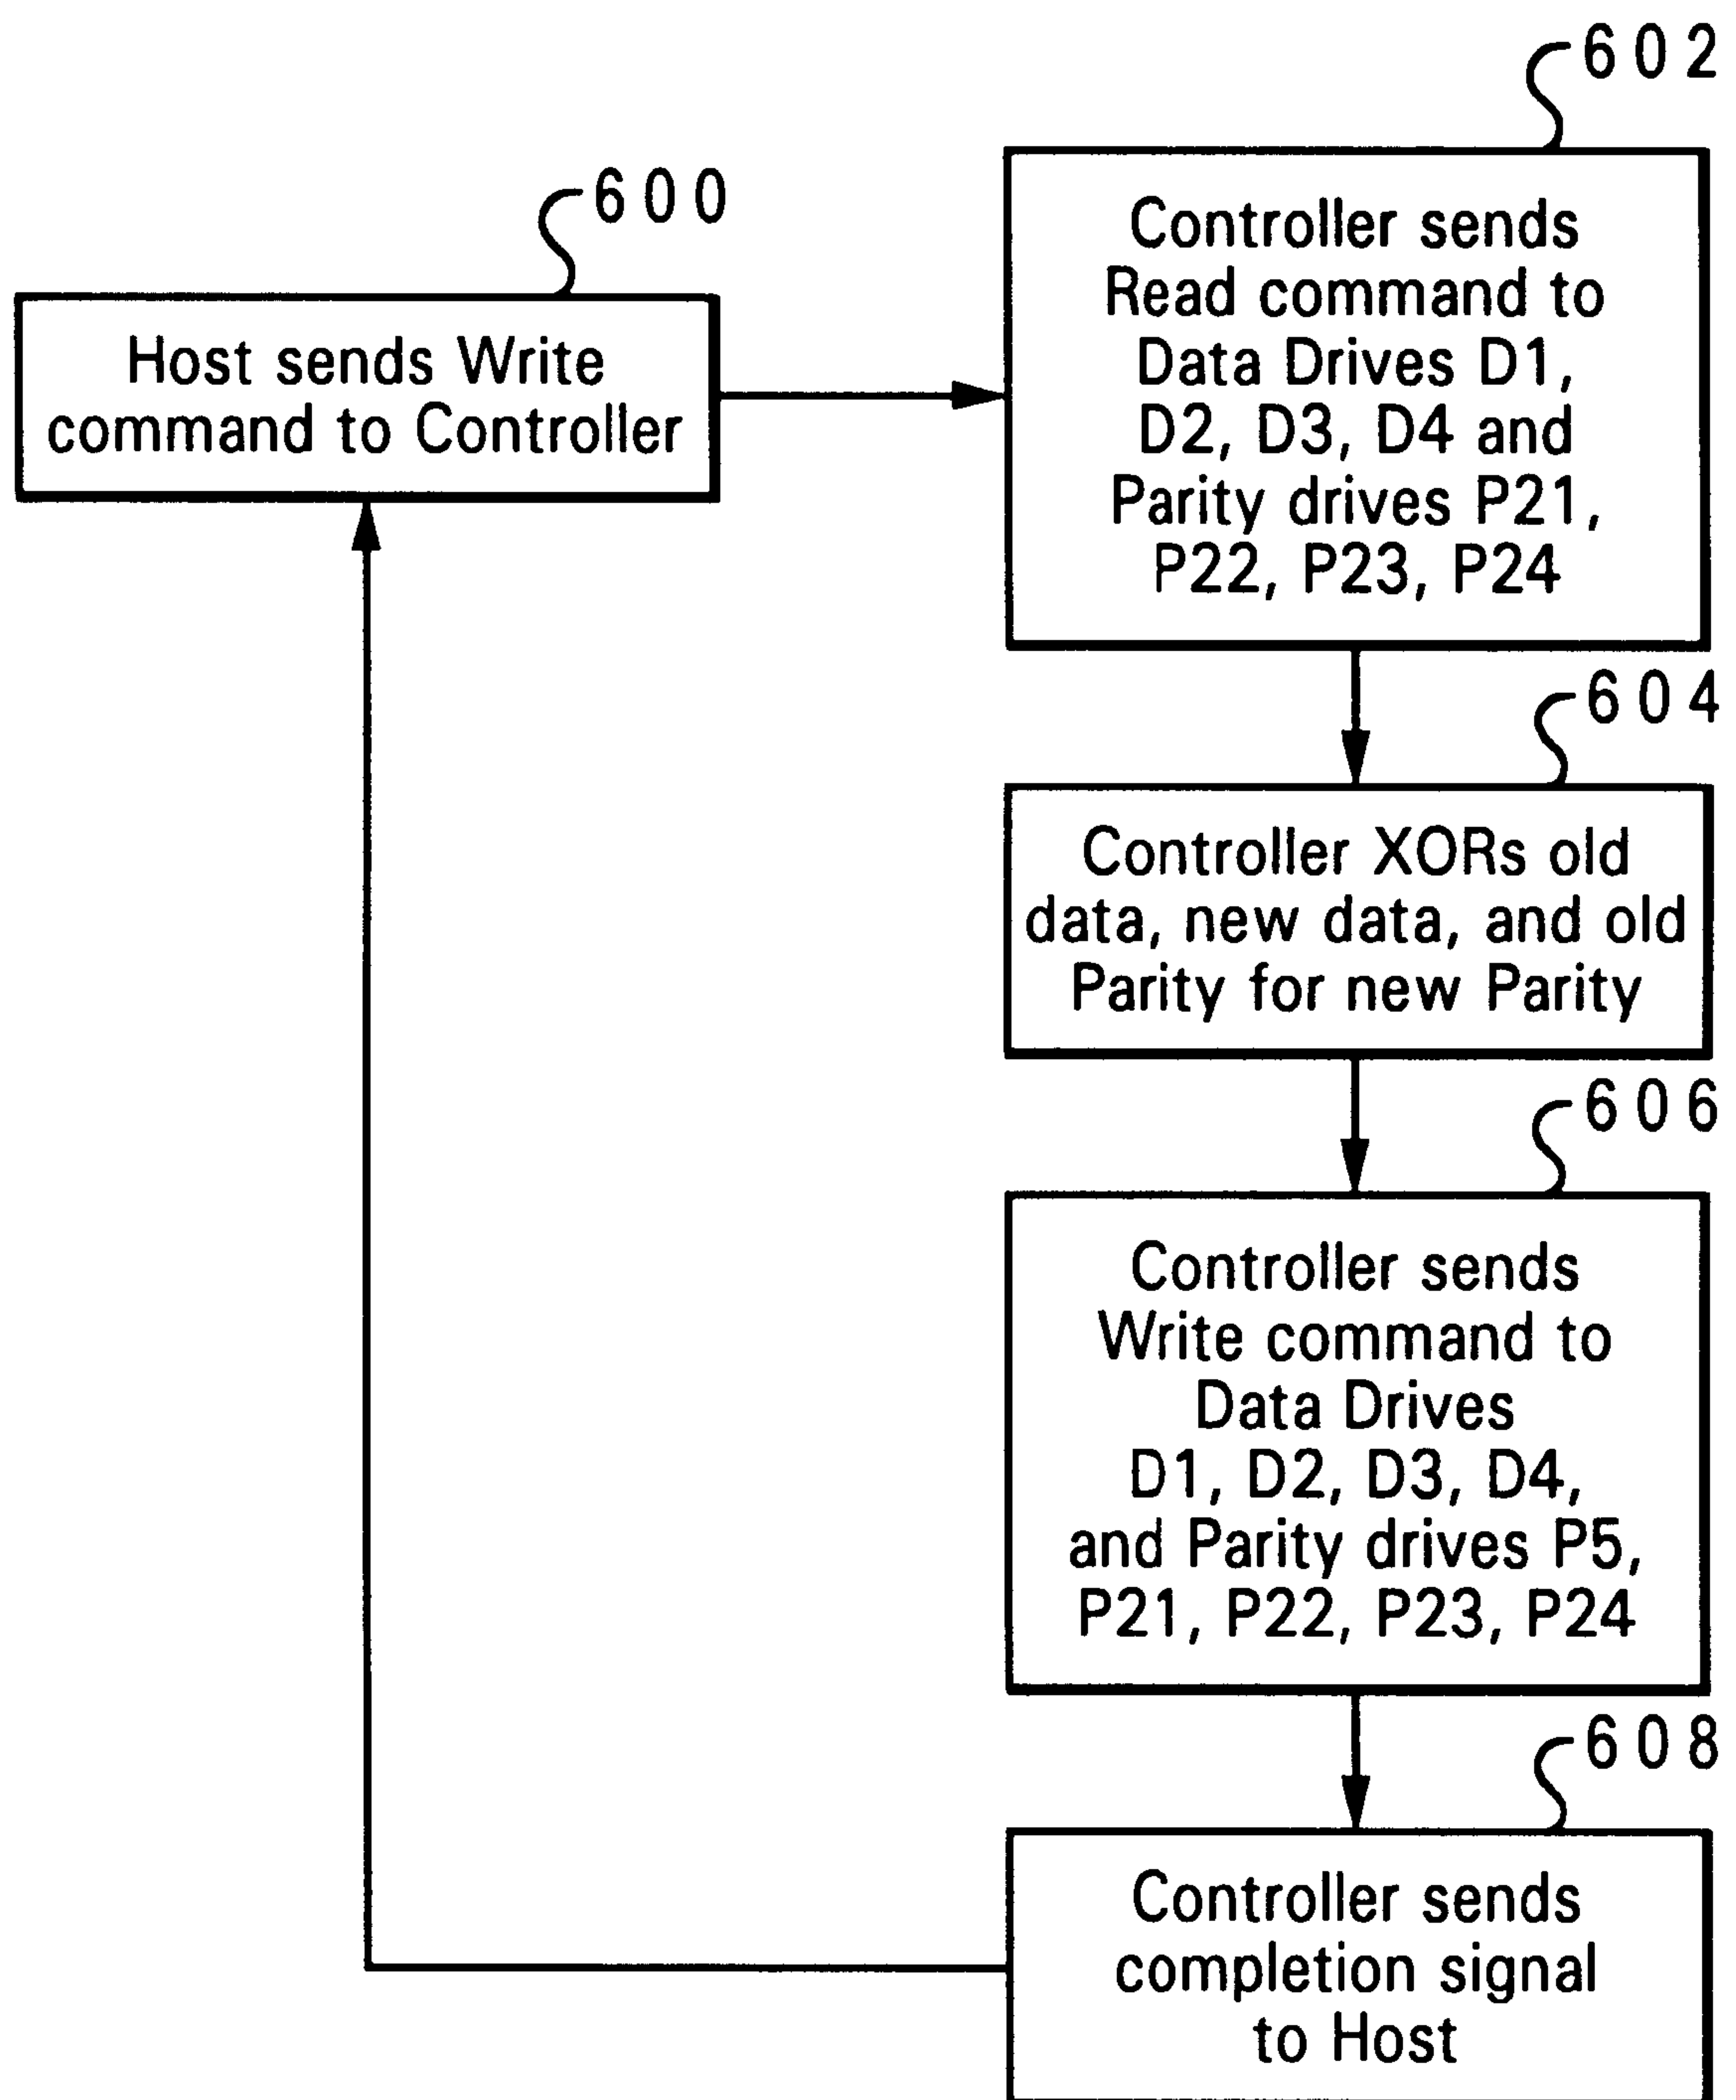 602
600
Controller sends
Read command to
Data Drives D1,
D2, D3, D4 and
Parity drives P21,
P22, P23, P24
Host sends Write
command to Controller
604
Controller XORs old
data, new data, and old
Parity for new Parity
606
Controller sends
Write command to
Data Drives
D1, D2, D3, D4,
and Parity drives P5,
P21, P22, P23, P24
608
Controller sends
completion signal
to Host